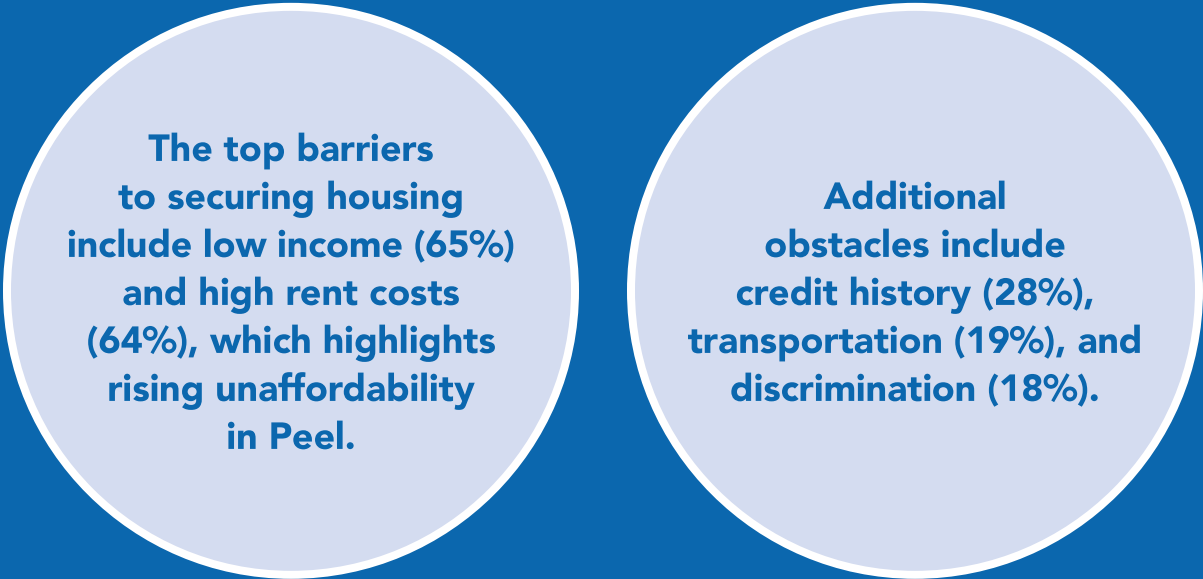 The top barriers
to securing housing
include low income (65%)
and high rent costs
(64%), which highlights
rising unaffordability
in Peel.
Additional
obstacles include
credit history (28%),
transportation (19%), and
discrimination (18%).